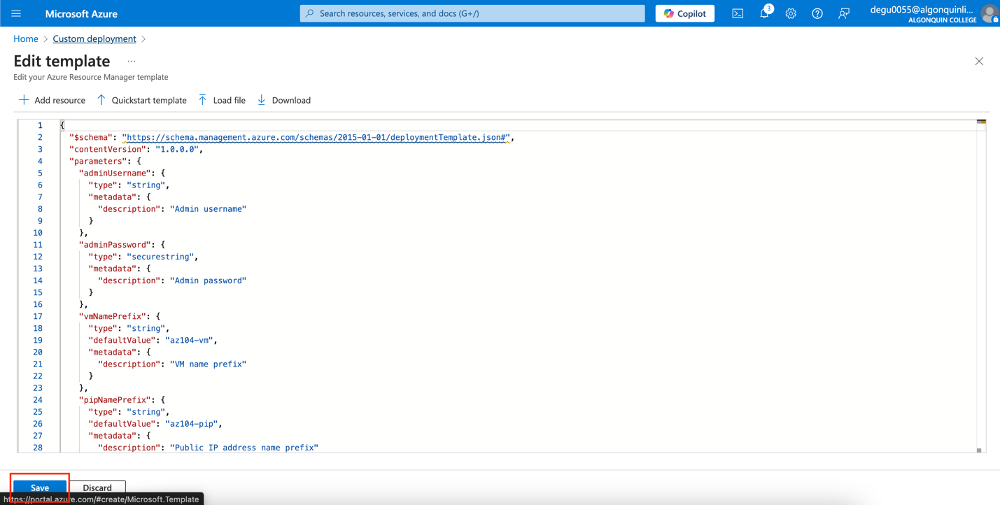 Microsoft Azure
Search resources, services, and docs (G+/)
Copilot
3
degu0055@algonquinli...
ALGONQUIN COLLEGE
Home > Custom deployment >
Edit template ...
Edit your Azure Resource Manager template
Add resource Quickstart template Load file Download
1 {
2 "$schema": "https://schema.management.azure.com/schemas/2015-01-01/deploymentTemplate.json#",
3 "contentVersion": "1.0.0.0",
4 "parameters": {
5 "adminUsername": {
6 "type": "string",
7 "metadata": {
8 "description": "Admin username"
9 }
10 },
11 "adminPassword": {
12 "type": "securestring",
13 "metadata": {
14 "description": "Admin password"
15 }
16 },
17 "vmNamePrefix": {
18 "type": "string",
19 "defaultValue": "az104-vm",
20 "metadata": {
21 "description": "VM name prefix"
22 }
23 },
24 "pipNamePrefix": {
25 "type": "string",
26 "defaultValue": "az104-pip",
27 "metadata": {
28 "description": "Public IP address name prefix"
Save Discard
https://portal.azure.com/#create/Microsoft.Template